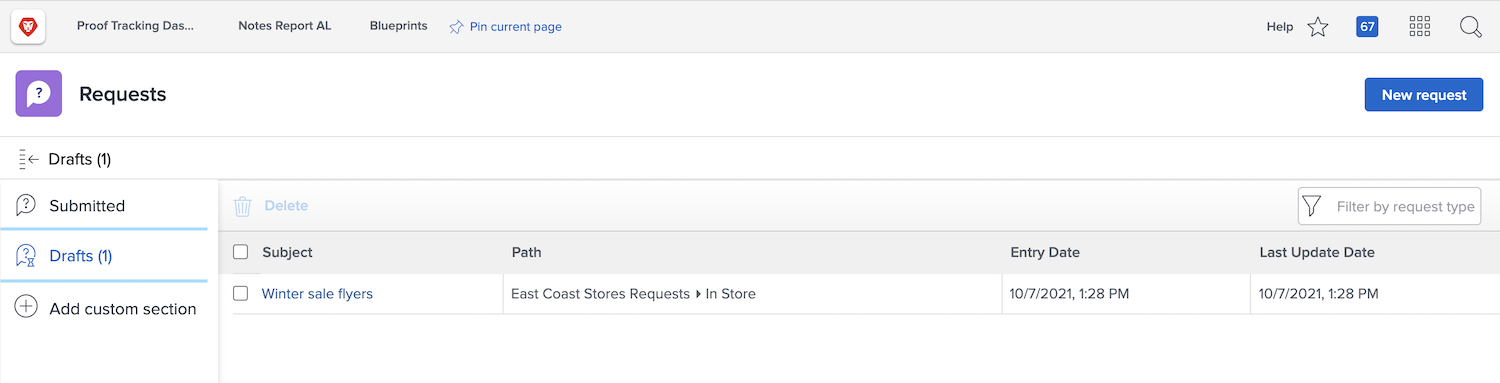 Proof Tracking Das... Notes Report AL Blueprints Pin current page Help 67
? Requests New request
Drafts (1)
? Submitted Delete Filter by request type
? Drafts (1) Subject Path Entry Date Last Update Date
Add custom section Winter sale flyers East Coast Stores Requests In Store 10/7/2021, 1:28 PM 10/7/2021, 1:28 PM